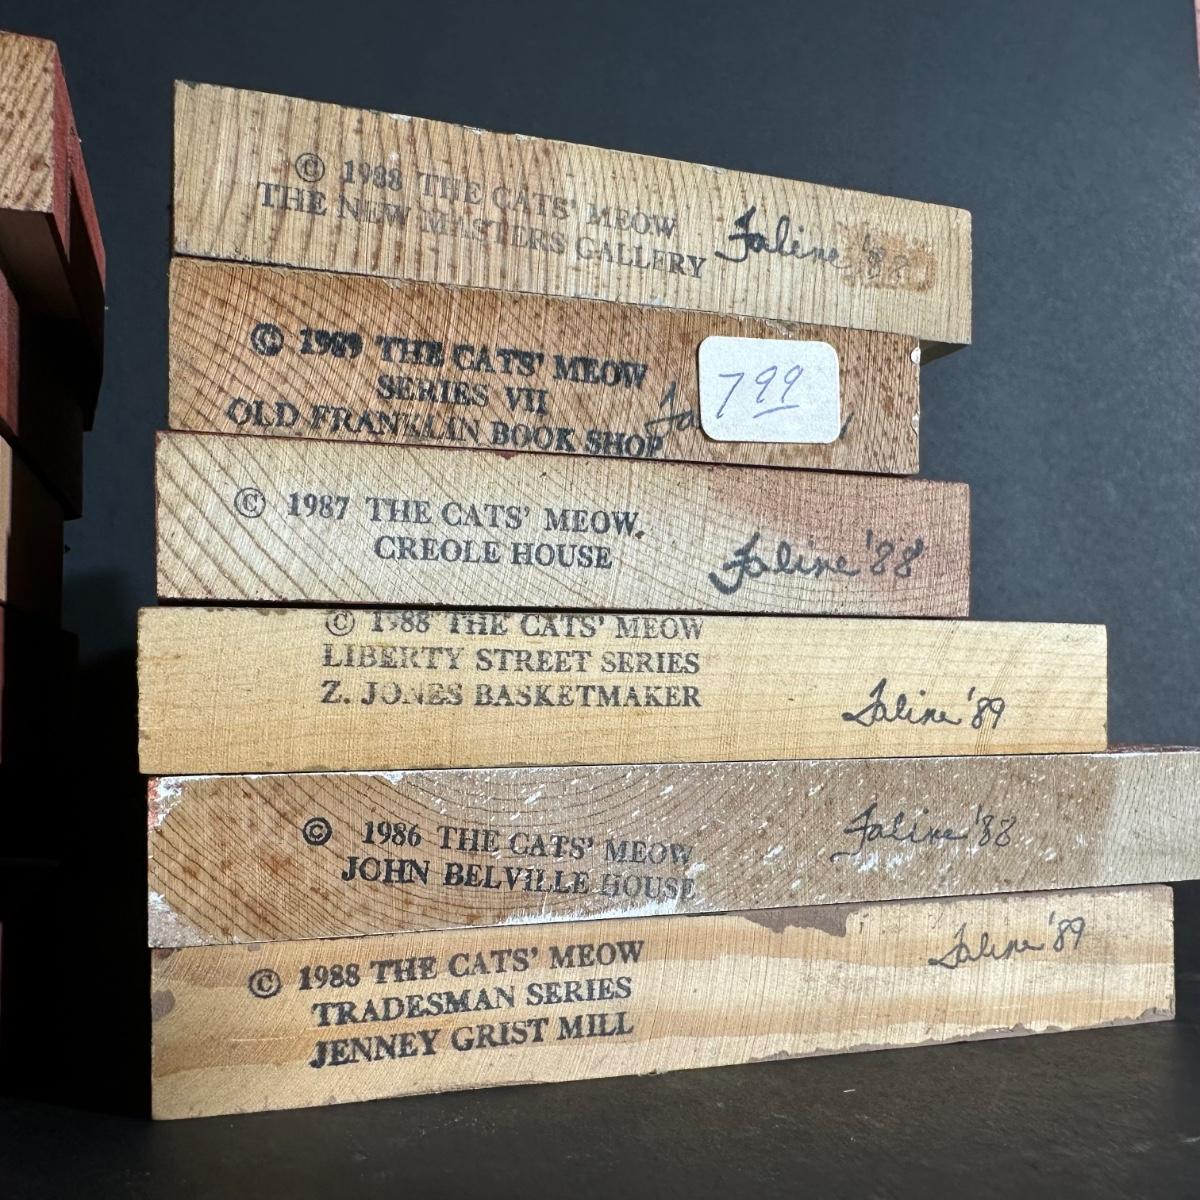 © 1988 THE CATS' MEOW
THE NEW MASTERS GALLERY
Faline '88
© 1989 THE CATS' MEOW
SERIES VII
OLD FRANKLIN BOOK SHOP
799
© 1987 THE CATS' MEOW
CREOLE HOUSE
Faline '88
© 1988 THE CATS' MEOW
LIBERTY STREET SERIES
Z. JONES BASKETMAKER
Faline '89
© 1986 THE CATS' MEOW
JOHN BELVILLE HOUSE
Faline '88
© 1988 THE CATS' MEOW
TRADESMAN SERIES
JENNEY GRIST MILL
Faline '89